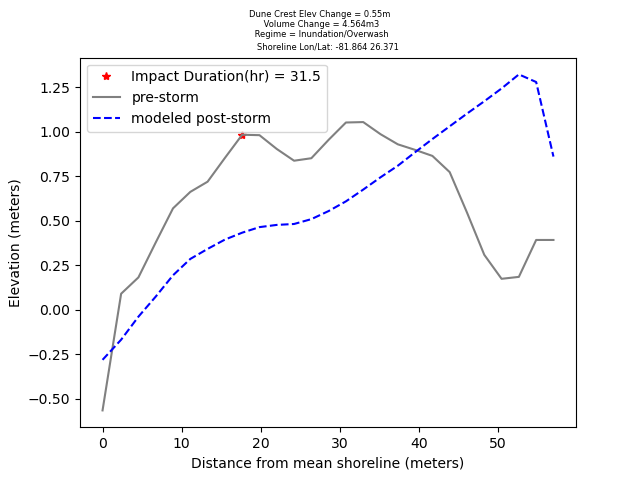 Dune Crest Elev Change = 0.55m
Volume Change = 4.564m3
Regime = Inundation/Overwash
Shoreline Lon/Lat: -81.864 26.371
Impact Duration(hr) = 31.5
pre-storm
modeled post-storm
Elevation (meters)
1.25
1.00
0.75
0.50
0.25
0.00
−0.25
−0.50
0 10 20 30 40 50
Distance from mean shoreline (meters)